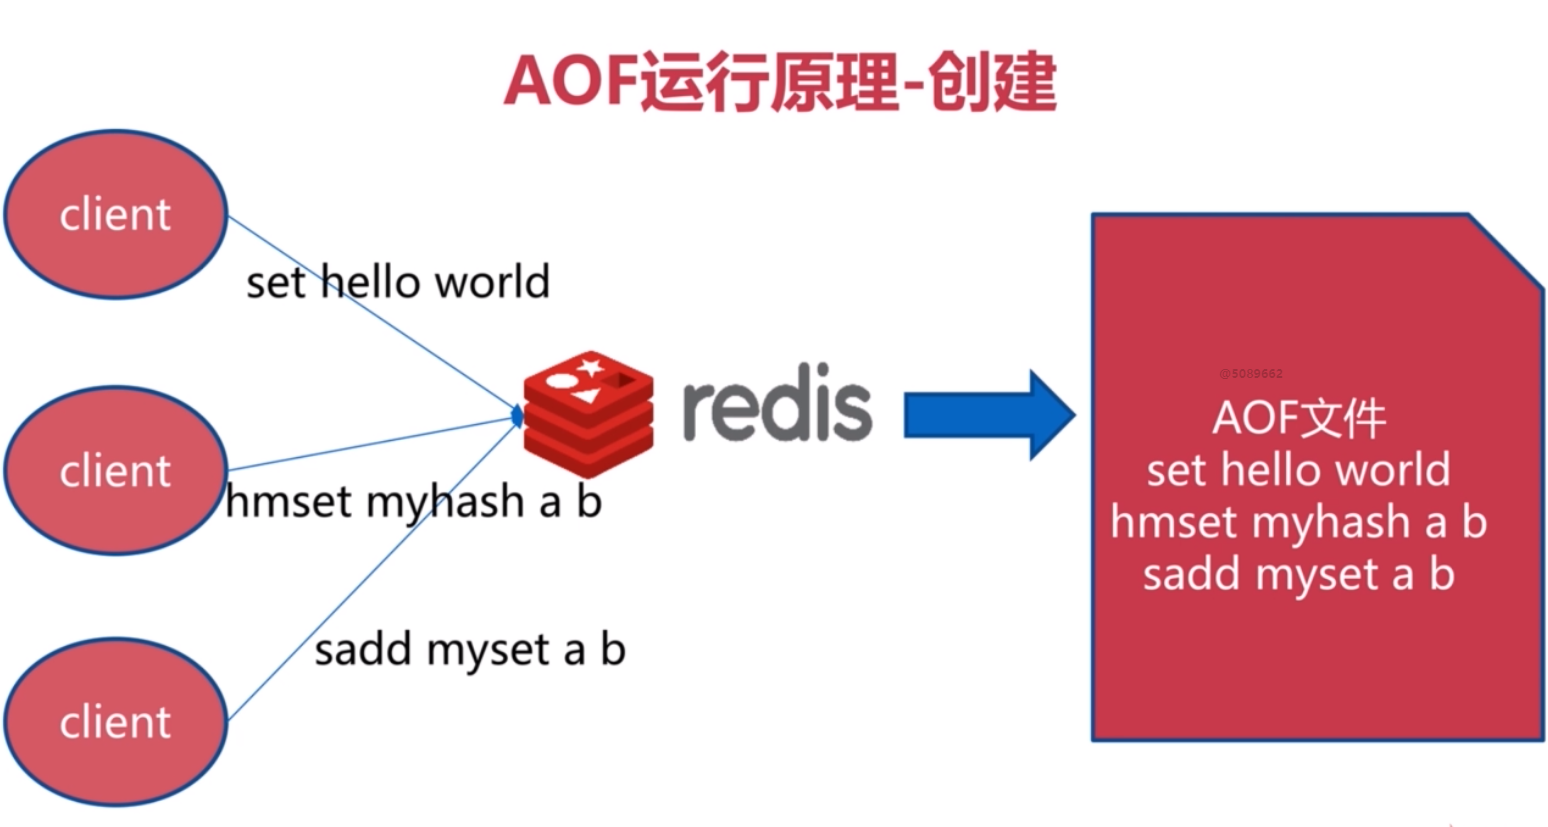 AOF运行原理-创建
client
set hello world
redis
client
hmset myhash a b
client
sadd myset a b
@5089662
AOF文件
set hello world
hmset myhash a b
sadd myset a b